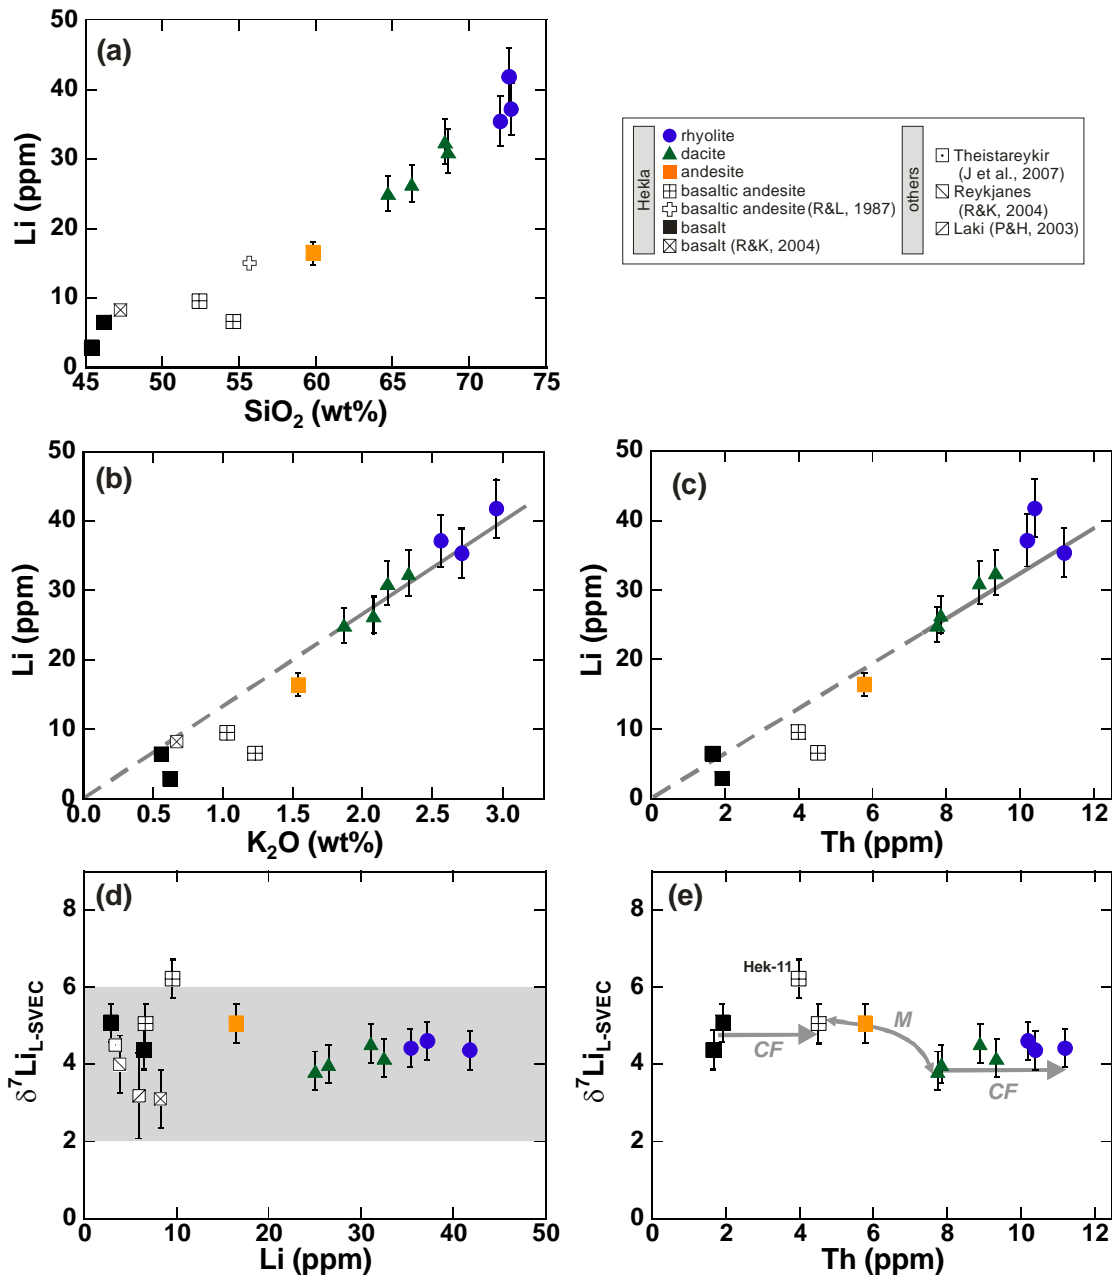 (a)
50
40
30
20
10
0
Li (ppm)
45 50 55 60 65 70 75
SiO₂ (wt%)
Hekla
rhyolite
dacite
andesite
basaltic andesite
basaltic andesite (R&L, 1987)
basalt
basalt (R&K, 2004)
others
Theistareykir
(J et al., 2007)
Reykjanes
(R&K, 2004)
Laki (P&H, 2003)
(b)
50
40
30
20
10
0
Li (ppm)
0.0 0.5 1.0 1.5 2.0 2.5 3.0
K₂O (wt%)
(c)
50
40
30
20
10
0
Li (ppm)
0 2 4 6 8 10 12
Th (ppm)
(d)
8
6
4
2
0
δ⁷Li L-SVEC
0 10 20 30 40 50
Li (ppm)
(e)
8
6
4
2
0
δ⁷Li L-SVEC
Hek-11
M
CF
CF
0 2 4 6 8 10 12
Th (ppm)